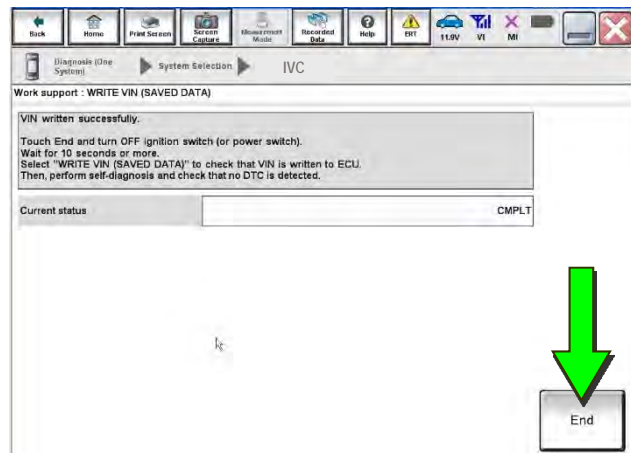 Back
Home
Print Screen
Screen Capture
Measurement Mode
Recorded Data
Help
ERT
11.9V
VI
MI
Diagnosis (One System)
System Selection
IVC
Work support : WRITE VIN (SAVED DATA)
VIN written successfully.
Touch End and turn OFF ignition switch (or power switch).
Wait for 10 seconds or more.
Select "WRITE VIN (SAVED DATA)" to check that VIN is written to ECU.
Then, perform self-diagnosis and check that no DTC is detected.
Current status
CMPLT
End